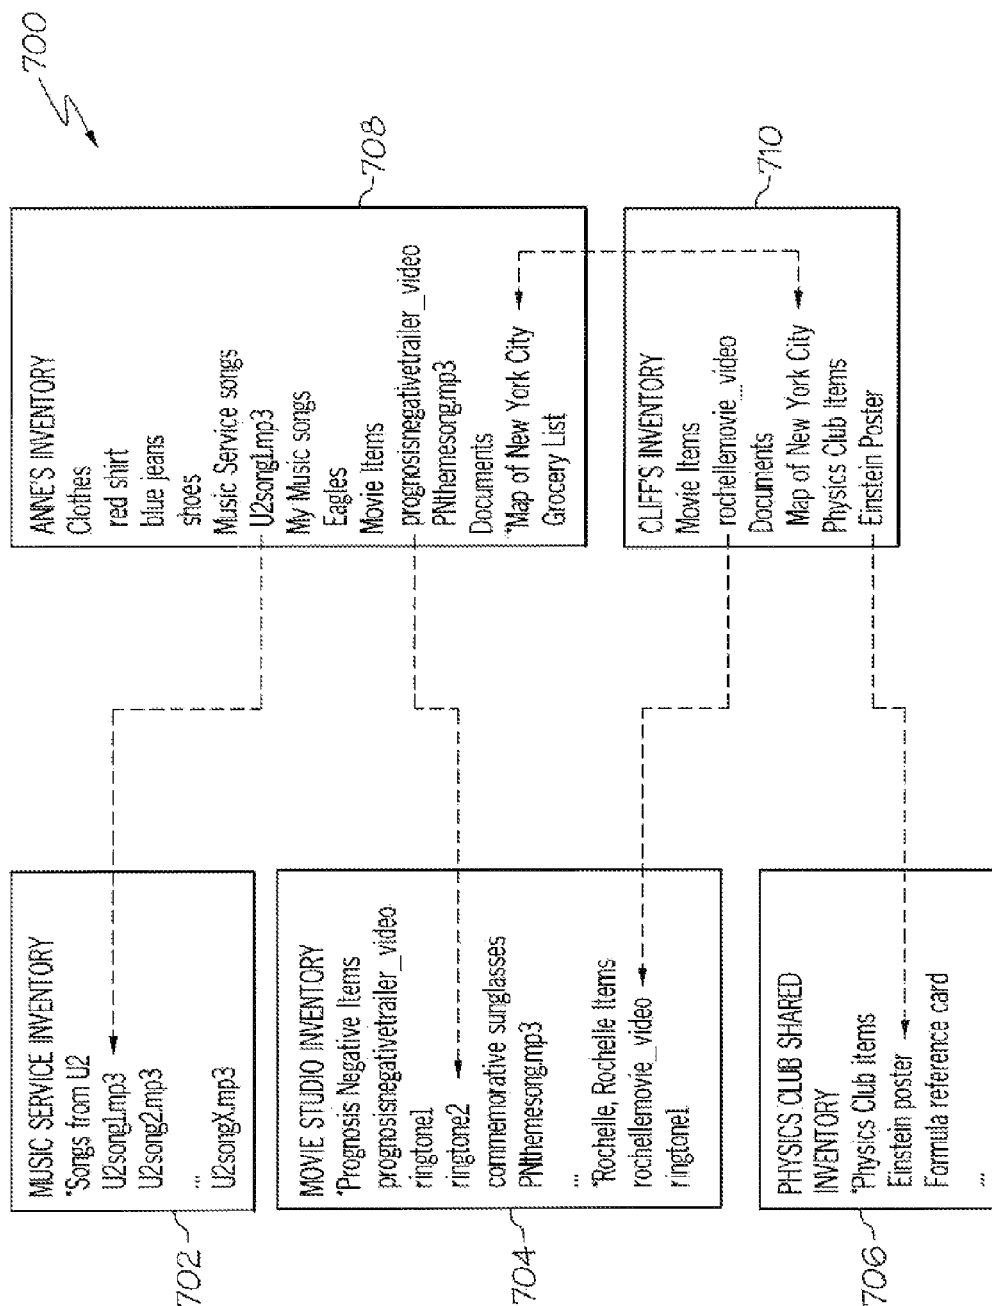 700
MUSIC SERVICE INVENTORY
*Songs from U2
U2song1.mp3
U2song2.mp3
...
U2songX.mp3
702
MOVIE STUDIO INVENTORY
*Prognosis Negative Items
prognosisnegativetrailer_video
ringtone1
ringtone2
commemorative sunglasses
PNthemesong.mp3
...
*Rochelle, Rochelle Items
rochellemovie_video
ringtone1
704
PHYSICS CLUB SHARED
INVENTORY
*Physics Club Items
Einstein poster
Formula reference card
...
706
ANNE'S INVENTORY
Clothes
red shirt
blue jeans
shoes
Music Service songs
U2song1.mp3
My Music songs
Eagles
Movie Items
prognosisnegativetrailer_video
PNthemesong.mp3
Documents
*Map of New York City
Grocery List
708
CLIFF'S INVENTORY
Movie Items
rochellemovie_video
Documents
Map of New York City
Physics Club Items
Einstein Poster
710